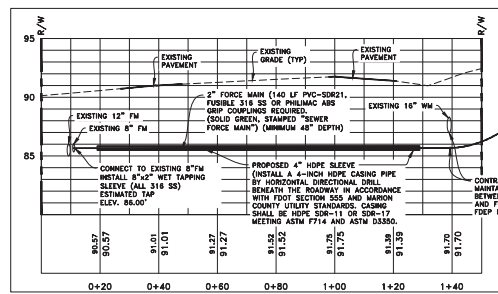 R/W
R/W
95
95
EXISTING PAVEMENT
EXISTING GRADE (TYP)
EXISTING PAVEMENT
90
90
2" FORCE MAIN (140 LF PVC-SDR21,
FUSIBLE 316 SS OR PHILIMAC ABS
GRIP COUPLINGS REQUIRED.
(SOLID GREEN, STAMPED "SEWER
FORCE MAIN") (MINIMUM 48" DEPTH)
EXISTING 16" WM
EXISTING 12" FM
EXISTING 8" FM
85
85
CONNECT TO EXISTING 8"FM
INSTALL 8"x2" WET TAPPING
SLEEVE (ALL 316 SS)
ESTIMATED TAP
ELEV. 86.00'
PROPOSED 4" HDPE SLEEVE
(INSTALL A 4-INCH HDPE CASING PIPE
BY HORIZONTAL DIRECTIONAL DRILL
BENEATH THE ROADWAY IN ACCORDANCE
WITH FDOT SECTION 555 AND MARION
COUNTY UTILITY STANDARDS. CASING
SHALL BE HDPE SDR-11 OR SDR-17
MEETING ASTM F714 AND ASTM D3350.
CONTRA
MAINTA
BETWEE
AND F
FDEP
90.57
90.57
91.01
91.01
91.27
91.27
91.52
91.52
91.75
91.75
91.39
91.39
91.70
91.70
0+20
0+40
0+60
0+80
1+00
1+20
1+40